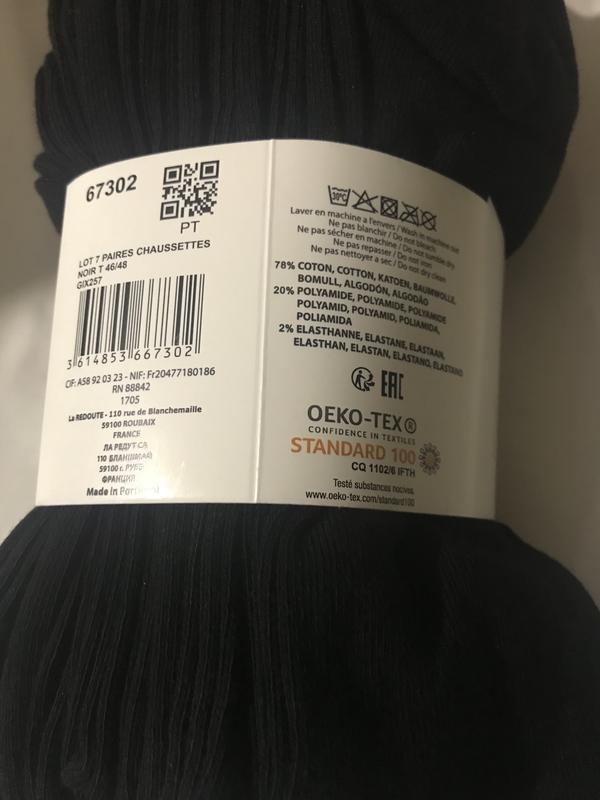 67302
PT
LOT 7 PAIRES CHAUSSETTES
NOIR T 46/48
GIX257
3 614853 667302
CIF: A58 92 03 23 - NIF: Fr20477180186
RN 88842
1705
La REDOUTE - 110 rue de Blanchemaille
59100 ROUBAIX
FRANCE
ЛА РЕДУТ СА
110 БЛАНШМАЙ
59100 г. РУБЕ
ФРАНЦИЯ
Made in Portugal
30°C
Laver en machine a l'envers / Wash in machine out
Ne pas blanchir / Do not bleach
Ne pas sécher en machine / Do not tumble dry
Ne pas repasser / Do not iron
Ne pas nettoyer a sec / Do not dry clean
78% COTON, COTTON, KATOEN, BAUMWOLLE,
BOMULL, ALGODÓN, ALGODÃO
20% POLYAMIDE, POLYAMIDE, POLYAMIDE
POLYAMID, POLYAMID, POLIAMIDA,
POLIAMIDA
2% ELASTHANNE, ELASTANE, ELASTAAN,
ELASTHAN, ELASTAN, ELASTANO, ELASTANO
EAC
OEKO-TEX®
CONFIDENCE IN TEXTILES
STANDARD 100
CQ 1102/6 IFTH
Testé substances nocives.
www.oeko-tex.com/standard100